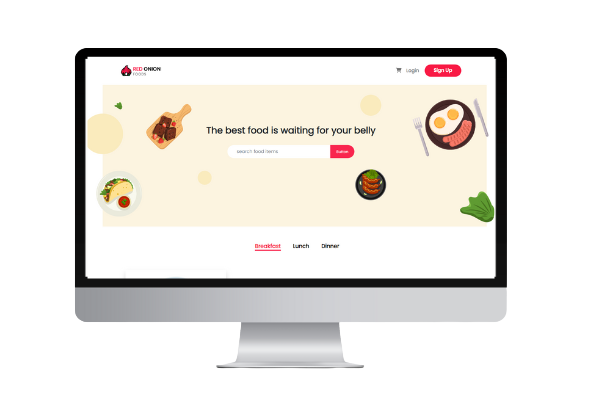 RED ONION
FOODS
Login
Sign Up
The best food is waiting for your belly
search food items
Breakfast
Lunch
Dinner